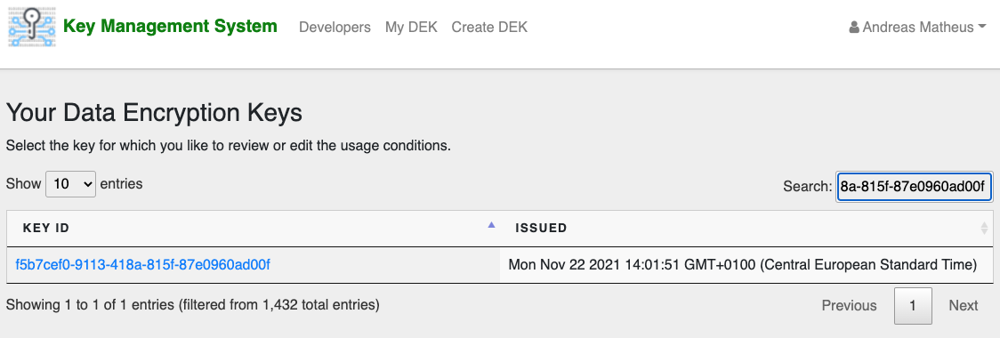 Key Management System Developers My DEK Create DEK Andreas Matheus
Your Data Encryption Keys
Select the key for which you like to review or edit the usage conditions.
Show 10 entries Search: 8a-815f-87e0960ad00f
KEY ID ISSUED
f5b7cef0-9113-418a-815f-87e0960ad00f Mon Nov 22 2021 14:01:51 GMT+0100 (Central European Standard Time)
Showing 1 to 1 of 1 entries (filtered from 1,432 total entries) Previous 1 Next